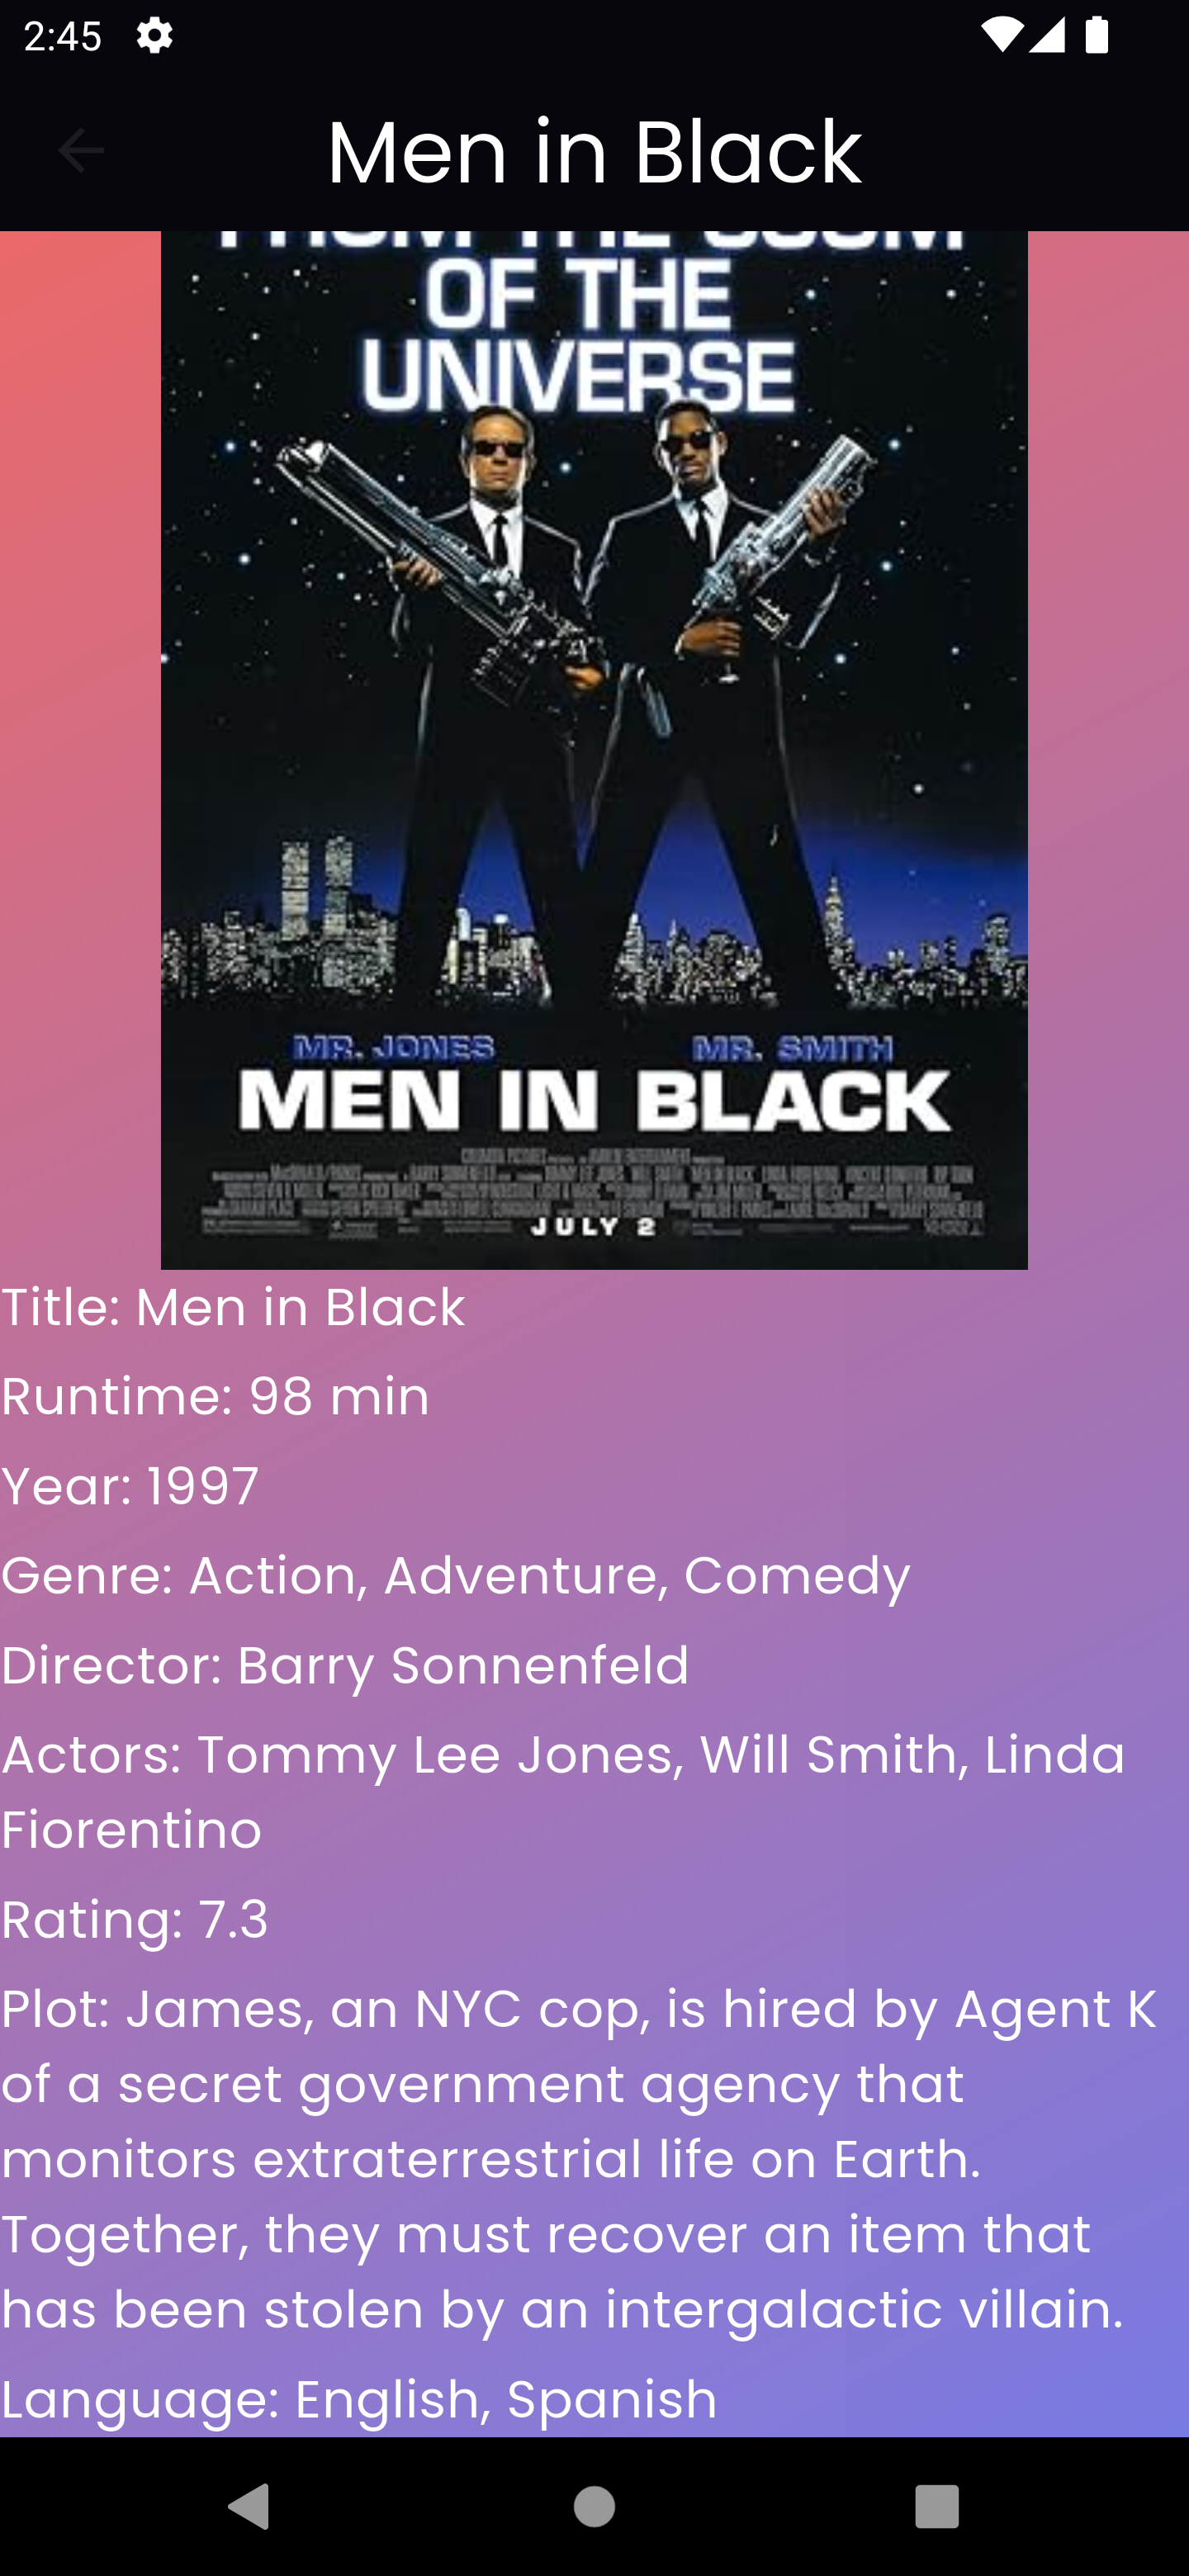 2:45
Men in Black
OF THE
UNIVERSE
MR. JONES MR. SMITH
MEN IN BLACK
JULY 2
Title: Men in Black
Runtime: 98 min
Year: 1997
Genre: Action, Adventure, Comedy
Director: Barry Sonnenfeld
Actors: Tommy Lee Jones, Will Smith, Linda
Fiorentino
Rating: 7.3
Plot: James, an NYC cop, is hired by Agent K
of a secret government agency that
monitors extraterrestrial life on Earth.
Together, they must recover an item that
has been stolen by an intergalactic villain.
Language: English, Spanish